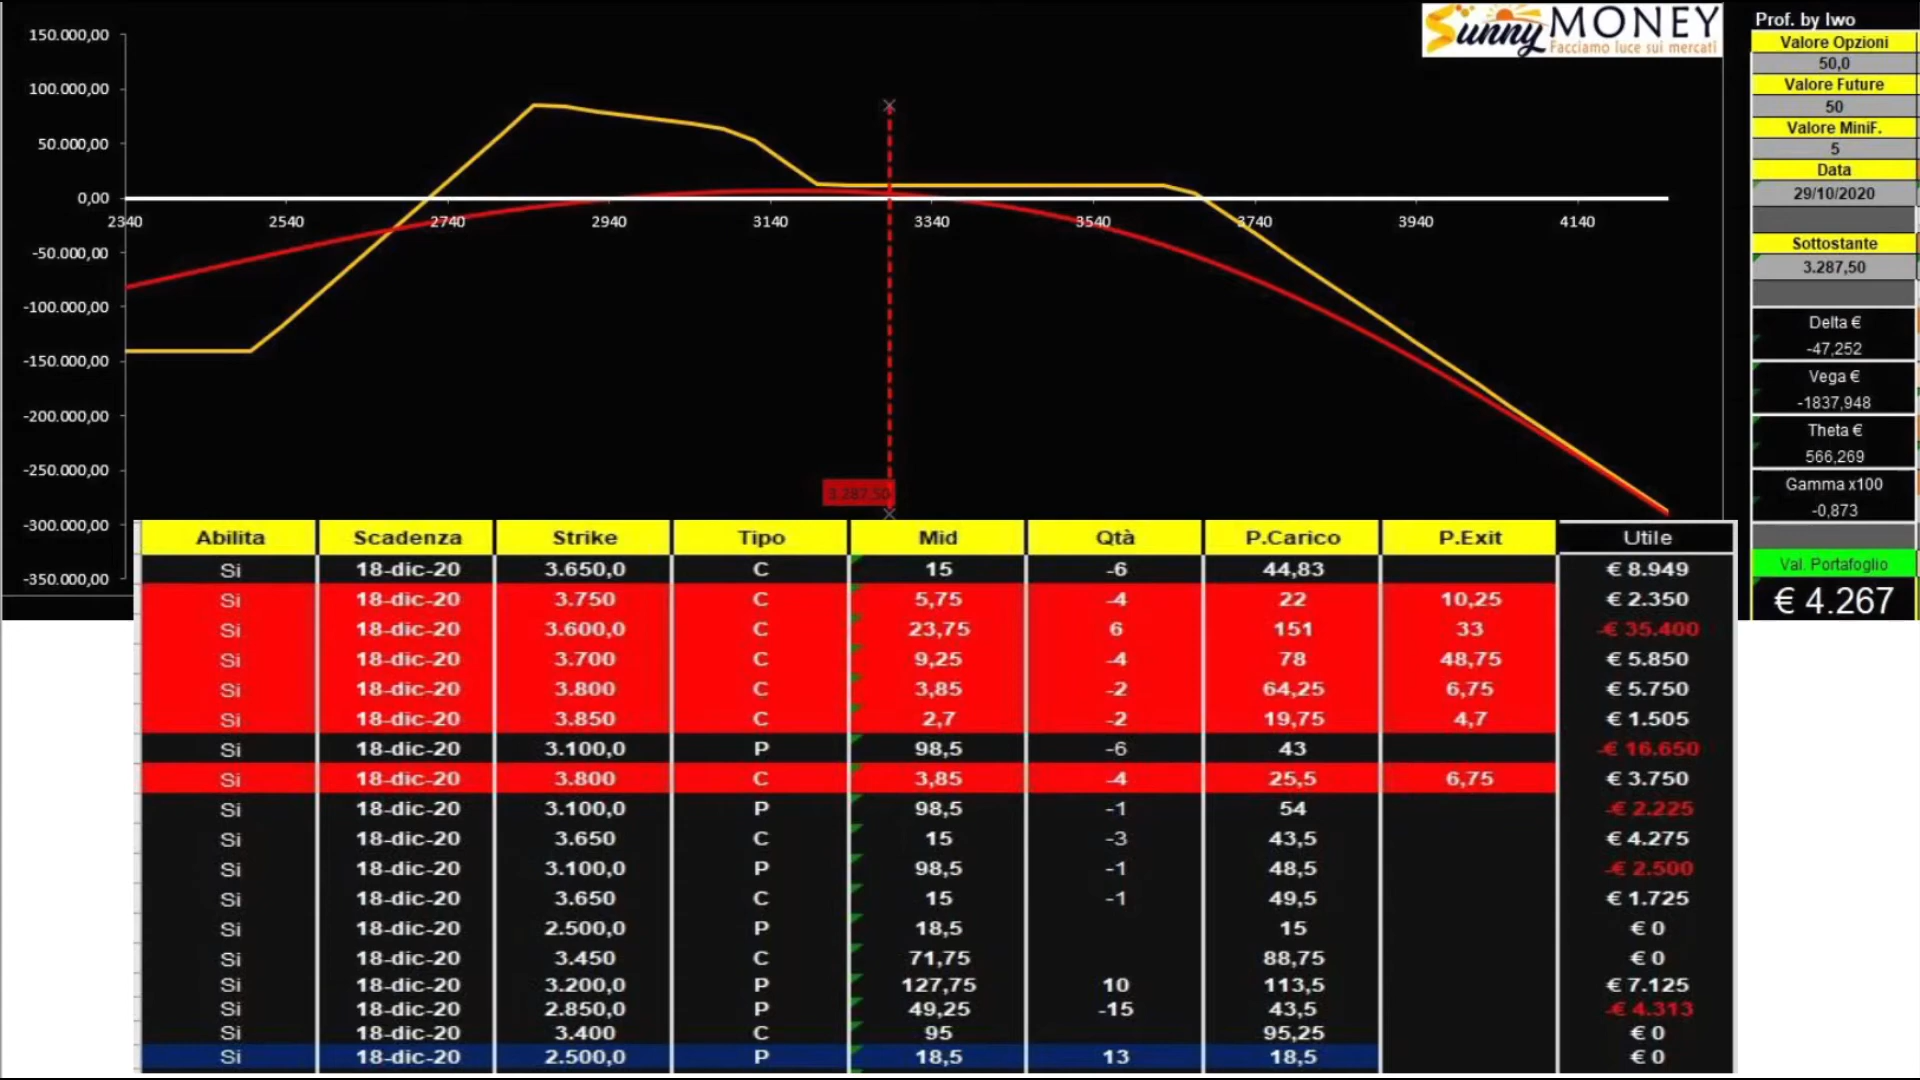 Sunny MONEY
Facciamo luce sui mercati
Prof. by Iwo
Valore Opzioni
50,0
Valore Future
50
Valore MiniF.
5
Data
29/10/2020
Sottostante
3.287,50
Delta €
-47,252
Vega €
-1837,948
Theta €
566,269
Gamma x100
-0,873
Val. Portafoglio
€ 4.267
150.000,00
100.000,00
50.000,00
0,00
-50.000,00
-100.000,00
-150.000,00
-200.000,00
-250.000,00
-300.000,00
-350.000,00
2340 2540 2740 2940 3140 3340 3540 3740 3940 4140
3.287,50
Abilita Scadenza Strike Tipo Mid Qtà P.Carico P.Exit Utile
Si 18-dic-20 3.650,0 C 15 -6 44,83 € 8.949
Si 18-dic-20 3.750 C 5,75 -4 22 10,25 € 2.350
Si 18-dic-20 3.600,0 C 23,75 6 151 33 -€ 35.400
Si 18-dic-20 3.700 C 9,25 -4 78 48,75 € 5.850
Si 18-dic-20 3.800 C 3,85 -2 64,25 6,75 € 5.750
Si 18-dic-20 3.850 C 2,7 -2 19,75 4,7 € 1.505
Si 18-dic-20 3.100,0 P 98,5 -6 43 -€ 16.650
Si 18-dic-20 3.800 C 3,85 -4 25,5 6,75 € 3.750
Si 18-dic-20 3.100,0 P 98,5 -1 54 -€ 2.225
Si 18-dic-20 3.650 C 15 -3 43,5 € 4.275
Si 18-dic-20 3.100,0 P 98,5 -1 48,5 -€ 2.500
Si 18-dic-20 3.650 C 15 -1 49,5 € 1.725
Si 18-dic-20 2.500,0 P 18,5 15 € 0
Si 18-dic-20 3.450 C 71,75 88,75 € 0
Si 18-dic-20 3.200,0 P 127,75 10 113,5 € 7.125
Si 18-dic-20 2.850,0 P 49,25 -15 43,5 -€ 4.313
Si 18-dic-20 3.400 C 95 95,25 € 0
Si 18-dic-20 2.500,0 P 18,5 13 18,5 € 0